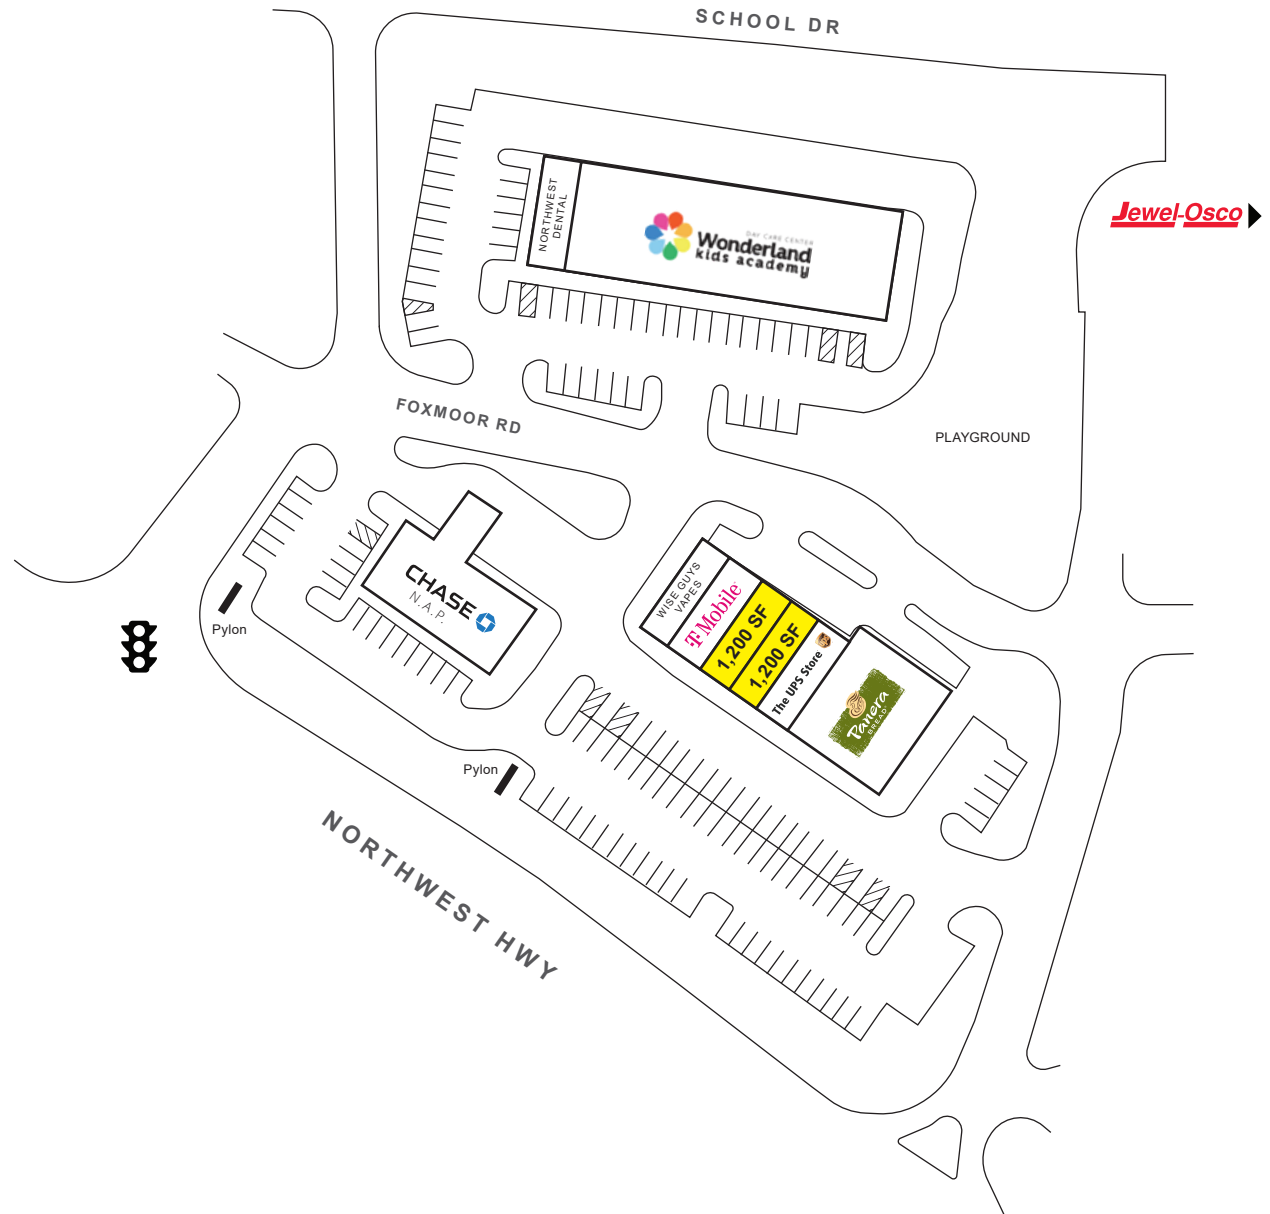 SCHOOL DR
NORTHWEST
DENTAL
DAY CARE CENTER
Wonderland
kids academy
Jewel-Osco
FOXMOOR RD
PLAYGROUND
CHASE
N.A.P.
WISE GUYS
VAPES
T-Mobile
1,200 SF
1,200 SF
The UPS Store
Panera
BREAD
Pylon
Pylon
NORTHWEST HWY